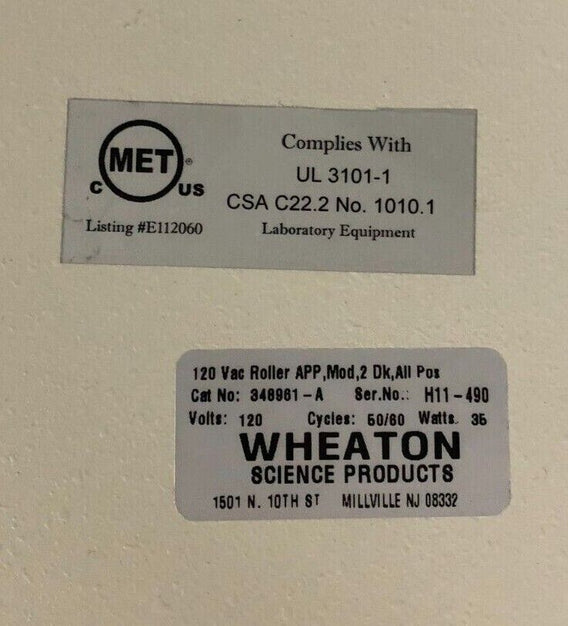 MET®
C US
Listing #E112060
Complies With
UL 3101-1
CSA C22.2 No. 1010.1
Laboratory Equipment
120 Vac Roller APP,Mod,2 Dk,All Pos
Cat No: 348961-A Ser.No.: H11-490
Volts: 120 Cycles: 50/60 Watts. 35
WHEATON
SCIENCE PRODUCTS
1501 N. 10TH ST MILLVILLE NJ 08332